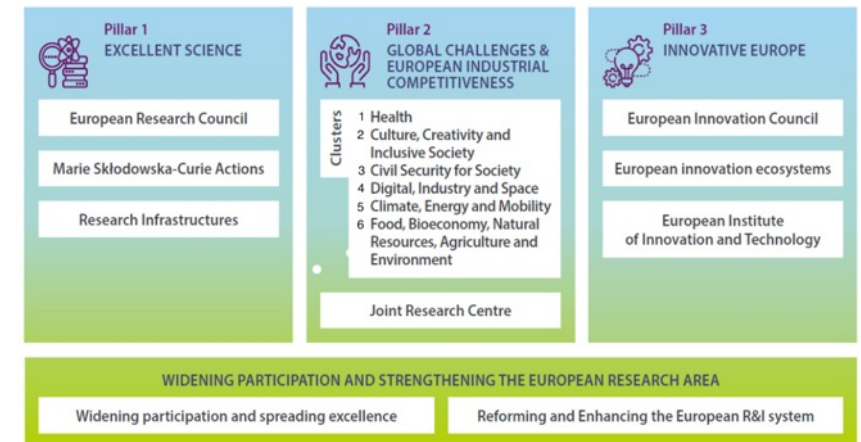 Pillar 1
EXCELLENT SCIENCE
European Research Council
Marie Skłodowska-Curie Actions
Research Infrastructures
Pillar 2
GLOBAL CHALLENGES &
EUROPEAN INDUSTRIAL
COMPETITIVENESS
Clusters
1 Health
2 Culture, Creativity and
Inclusive Society
3 Civil Security for Society
4 Digital, Industry and Space
5 Climate, Energy and Mobility
6 Food, Bioeconomy, Natural
Resources, Agriculture and
Environment
Joint Research Centre
Pillar 3
INNOVATIVE EUROPE
European Innovation Council
European innovation ecosystems
European Institute
of Innovation and Technology
WIDENING PARTICIPATION AND STRENGTHENING THE EUROPEAN RESEARCH AREA
Widening participation and spreading excellence
Reforming and Enhancing the European R&I system